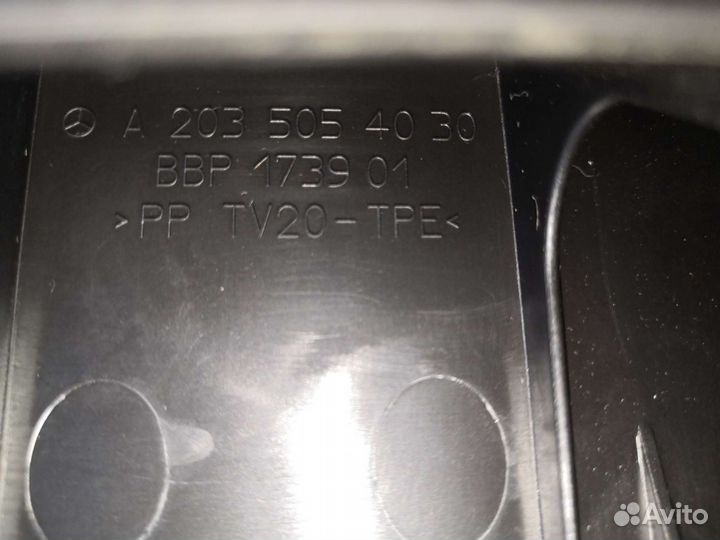 A 203 505 40 30
BBP 1739 01
>PP TV20-TPE<
Avito